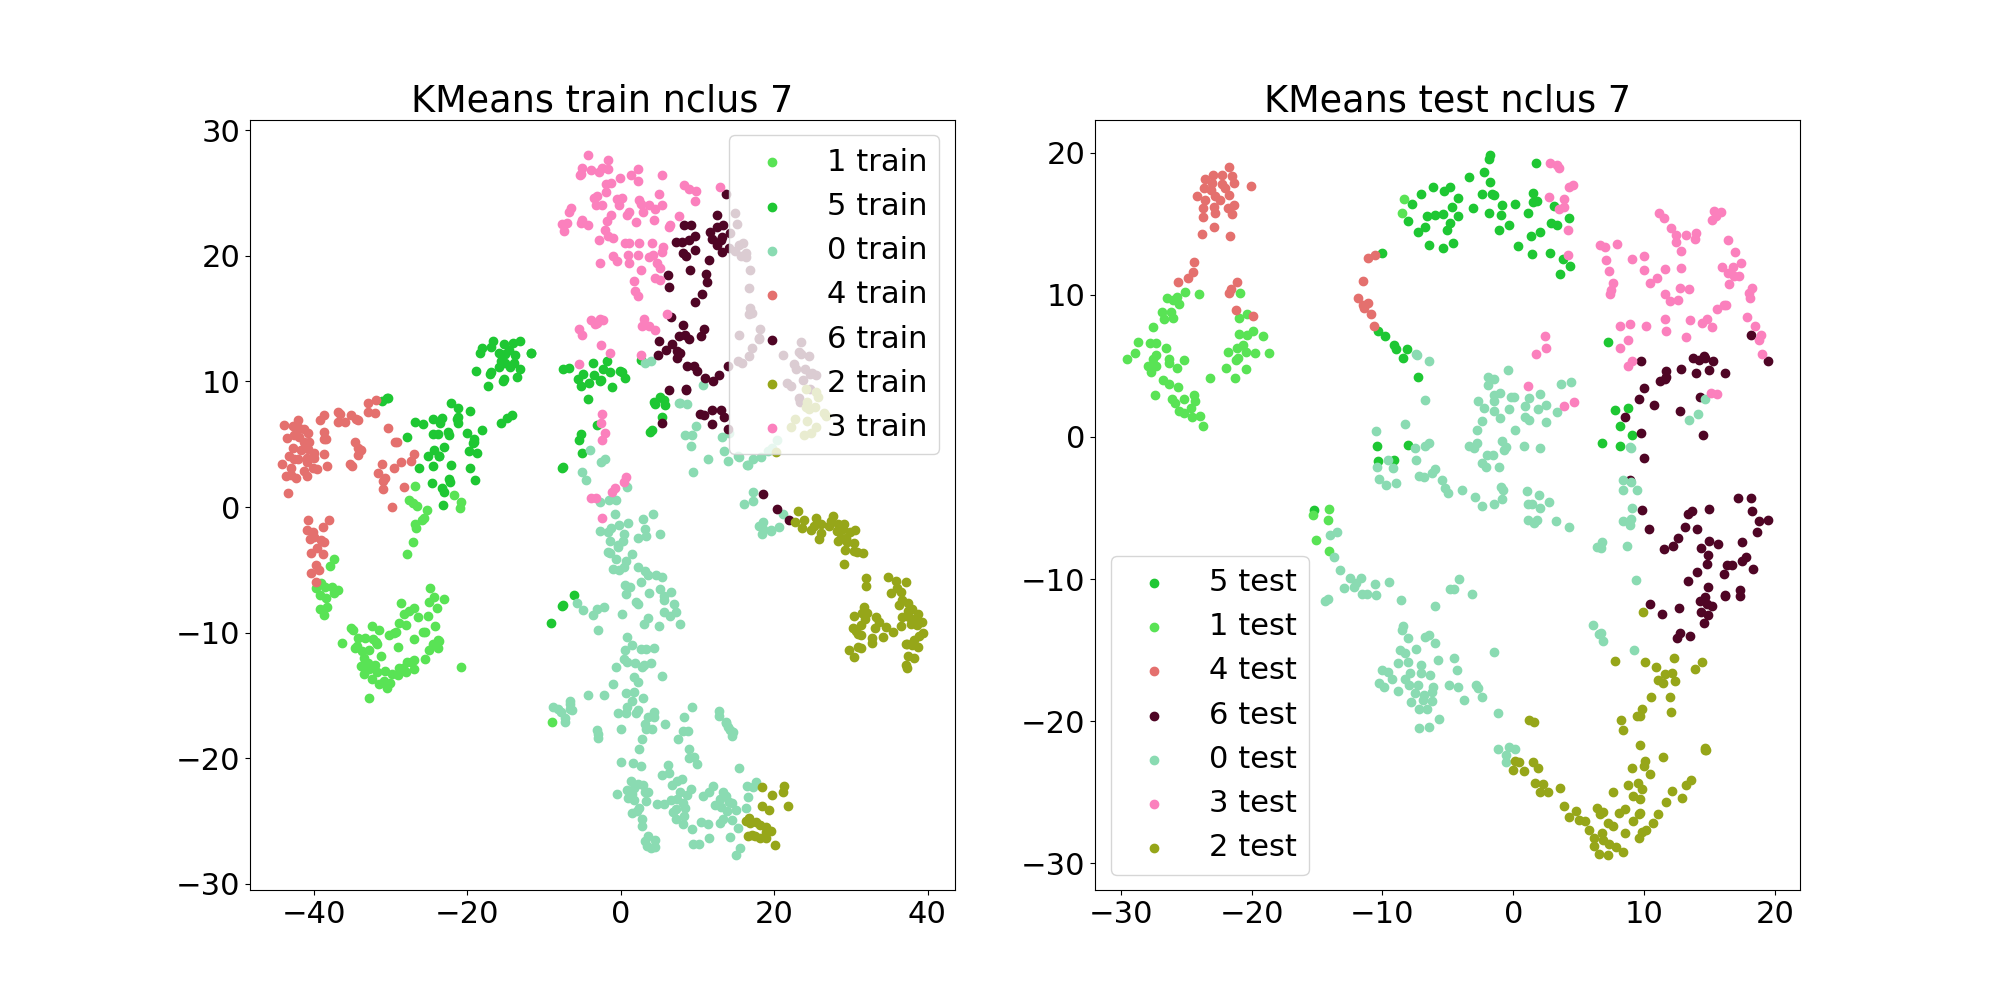 KMeans train nclus 7
30
20
10
0
−10
−20
−30
−40
−20
0
20
40
1 train
5 train
0 train
4 train
6 train
2 train
3 train
KMeans test nclus 7
20
10
0
−10
−20
−30
−30
−20
−10
0
10
20
5 test
1 test
4 test
6 test
0 test
3 test
2 test